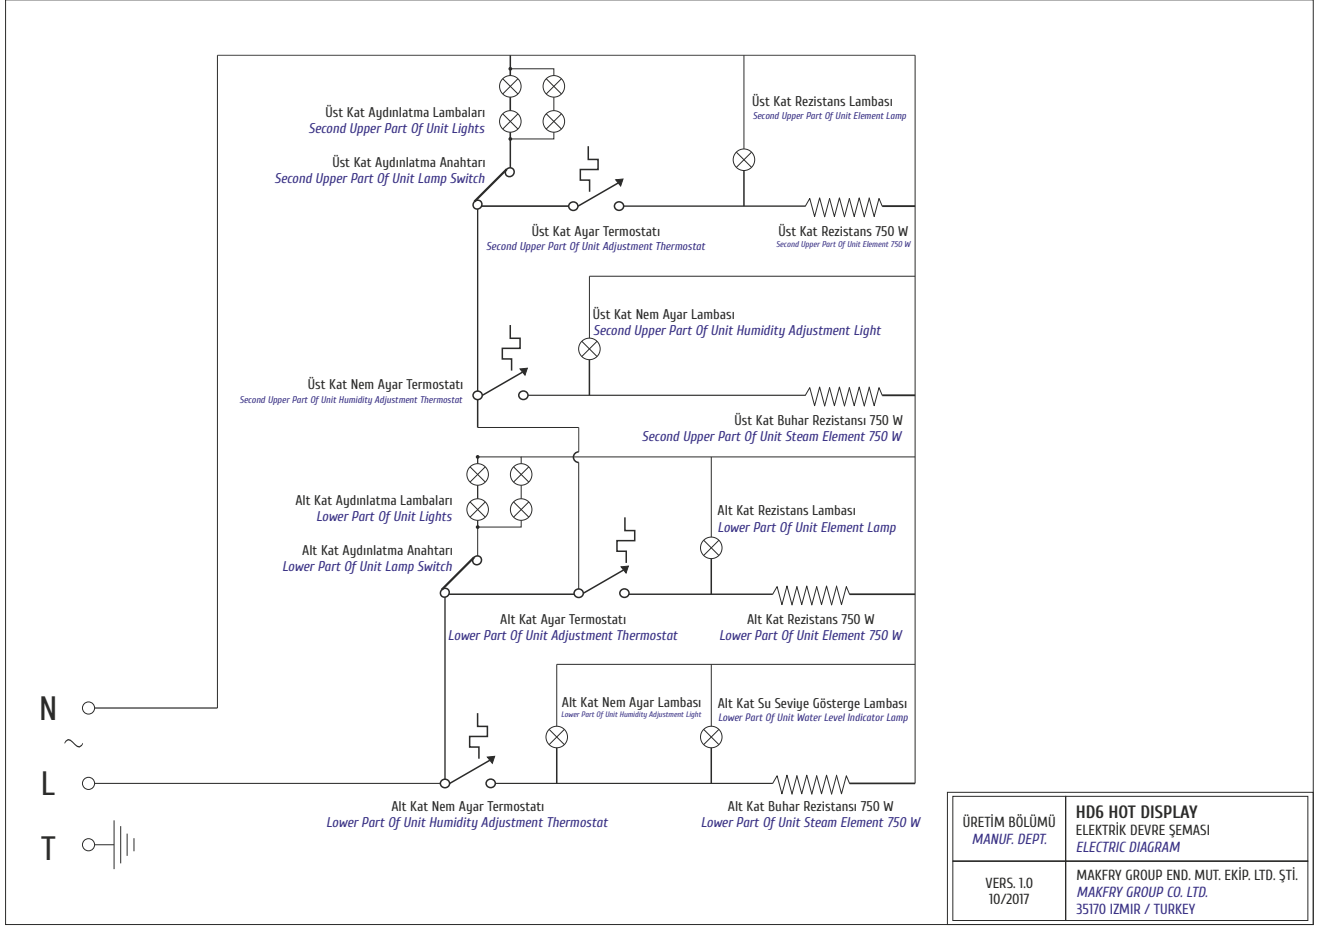 Üst Kat Aydınlatma Lambaları
Second Upper Part Of Unit Lights
Üst Kat Rezistans Lambası
Second Upper Part Of Unit Element Lamp
Üst Kat Aydınlatma Anahtarı
Second Upper Part Of Unit Lamp Switch
Üst Kat Ayar Termostatı
Second Upper Part Of Unit Adjustment Thermostat
Üst Kat Rezistans 750 W
Second Upper Part Of Unit Element 750 W
Üst Kat Nem Ayar Lambası
Second Upper Part Of Unit Humidity Adjustment Light
Üst Kat Nem Ayar Termostatı
Second Upper Part Of Unit Humidity Adjustment Thermostat
Üst Kat Buhar Rezistansı 750 W
Second Upper Part Of Unit Steam Element 750 W
Alt Kat Aydınlatma Lambaları
Lower Part Of Unit Lights
Alt Kat Rezistans Lambası
Lower Part Of Unit Element Lamp
Alt Kat Aydınlatma Anahtarı
Lower Part Of Unit Lamp Switch
Alt Kat Ayar Termostatı
Lower Part Of Unit Adjustment Thermostat
Alt Kat Rezistans 750 W
Lower Part Of Unit Element 750 W
N
~
L
T
Alt Kat Nem Ayar Lambası
Lower Part Of Unit Humidity Adjustment Light
Alt Kat Su Seviye Gösterge Lambası
Lower Part Of Unit Water Level Indicator Lamp
Alt Kat Nem Ayar Termostatı
Lower Part Of Unit Humidity Adjustment Thermostat
Alt Kat Buhar Rezistansı 750 W
Lower Part Of Unit Steam Element 750 W
ÜRETİM BÖLÜMÜ
MANUF. DEPT.
HD6 HOT DISPLAY
ELEKTRİK DEVRE ŞEMASI
ELECTRIC DIAGRAM
VERS. 1.0
10/2017
MAKFRY GROUP END. MUT. EKİP. LTD. ŞTİ.
MAKFRY GROUP CO. LTD.
35170 IZMIR / TURKEY